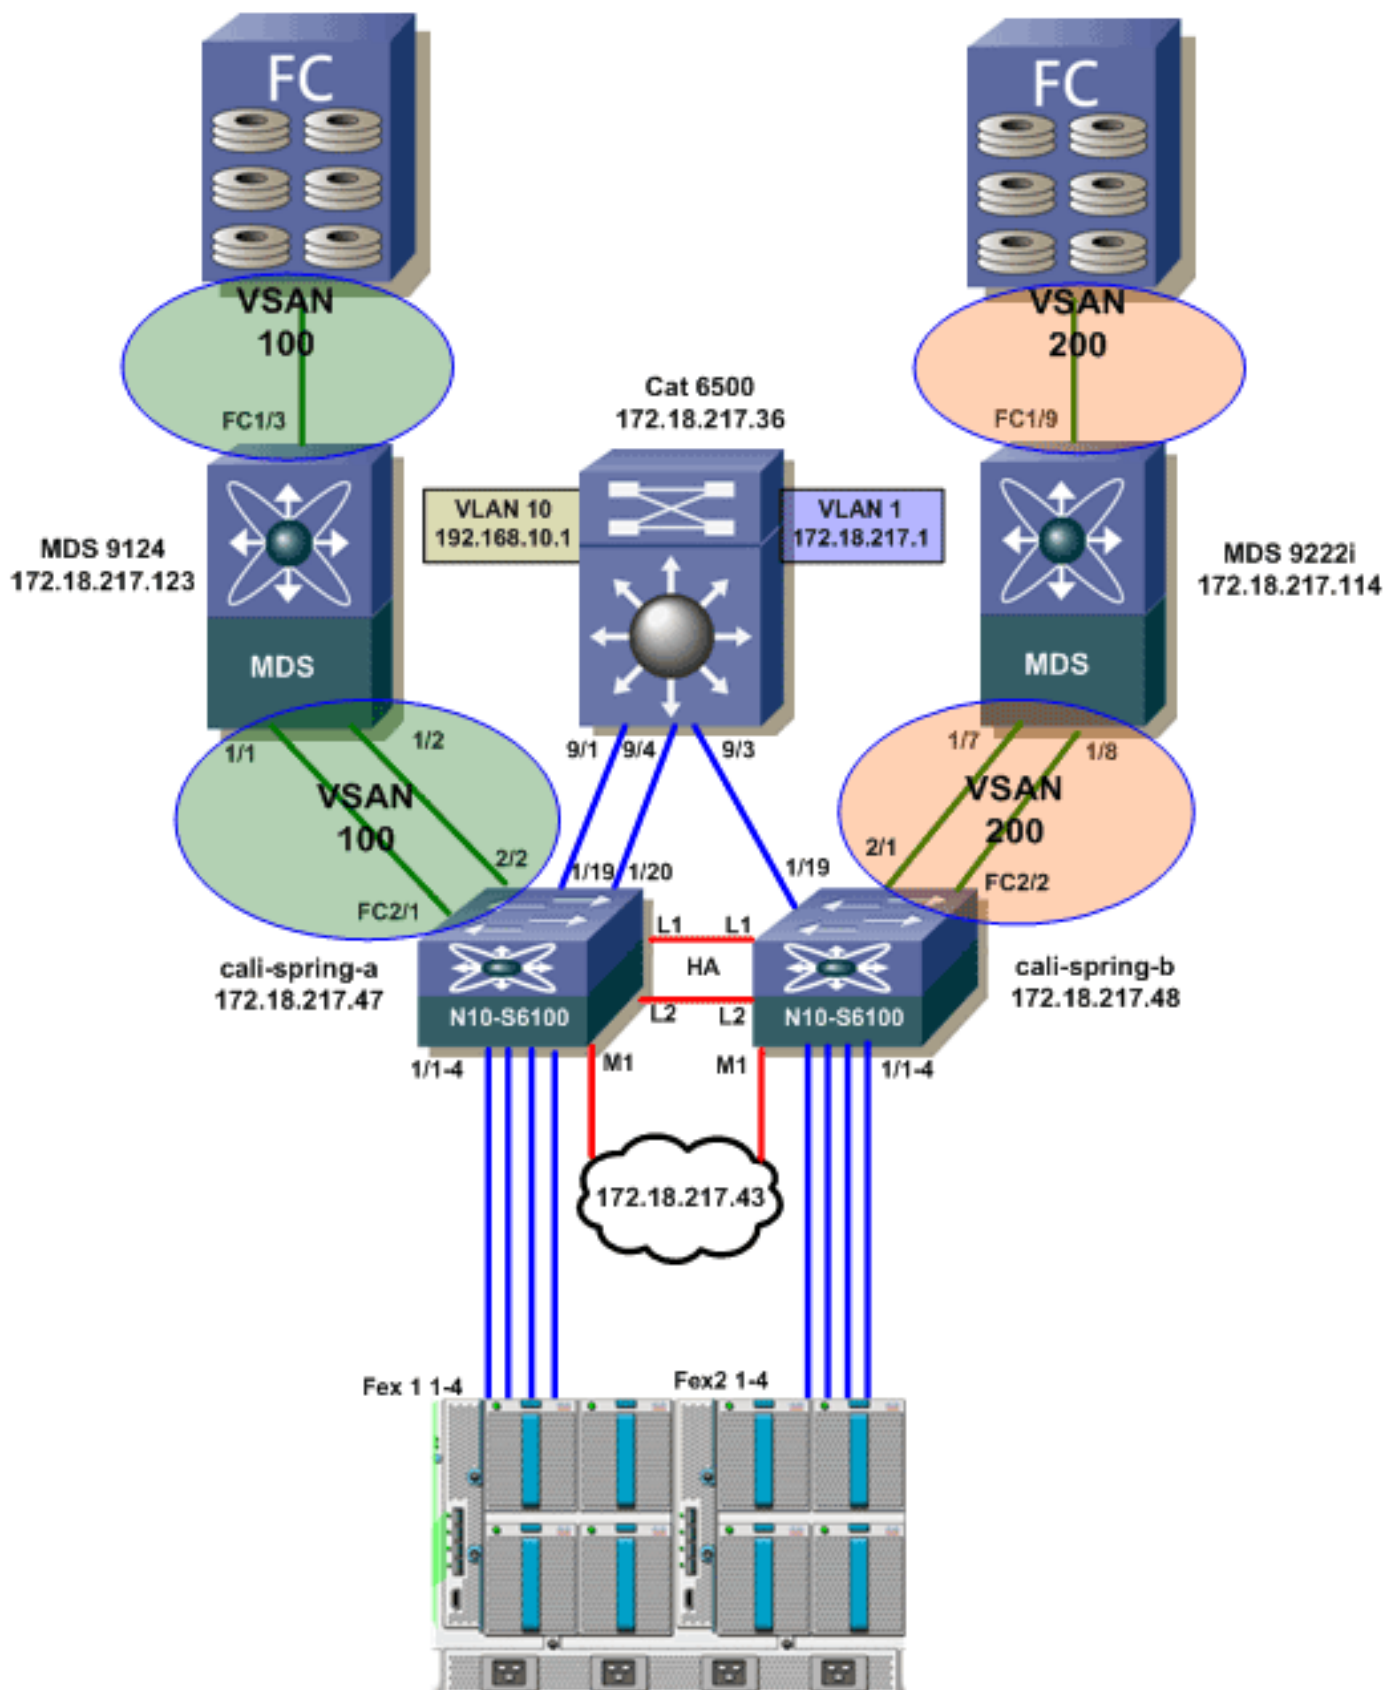 FC
FC
VSAN
100
VSAN
200
FC1/3
FC1/9
Cat 6500
172.18.217.36
VLAN 10
192.168.10.1
VLAN 1
172.18.217.1
MDS 9124
172.18.217.123
MDS 9222i
172.18.217.114
MDS
MDS
1/1
1/2
9/1
9/4
9/3
1/7
1/8
VSAN
100
VSAN
200
2/2
FC2/1
1/19
1/20
1/19
2/1
FC2/2
L1
L1
HA
L2
L2
cali-spring-a
172.18.217.47
cali-spring-b
172.18.217.48
N10-S6100
N10-S6100
1/1-4
M1
M1
1/1-4
172.18.217.43
Fex 1 1-4
Fex2 1-4